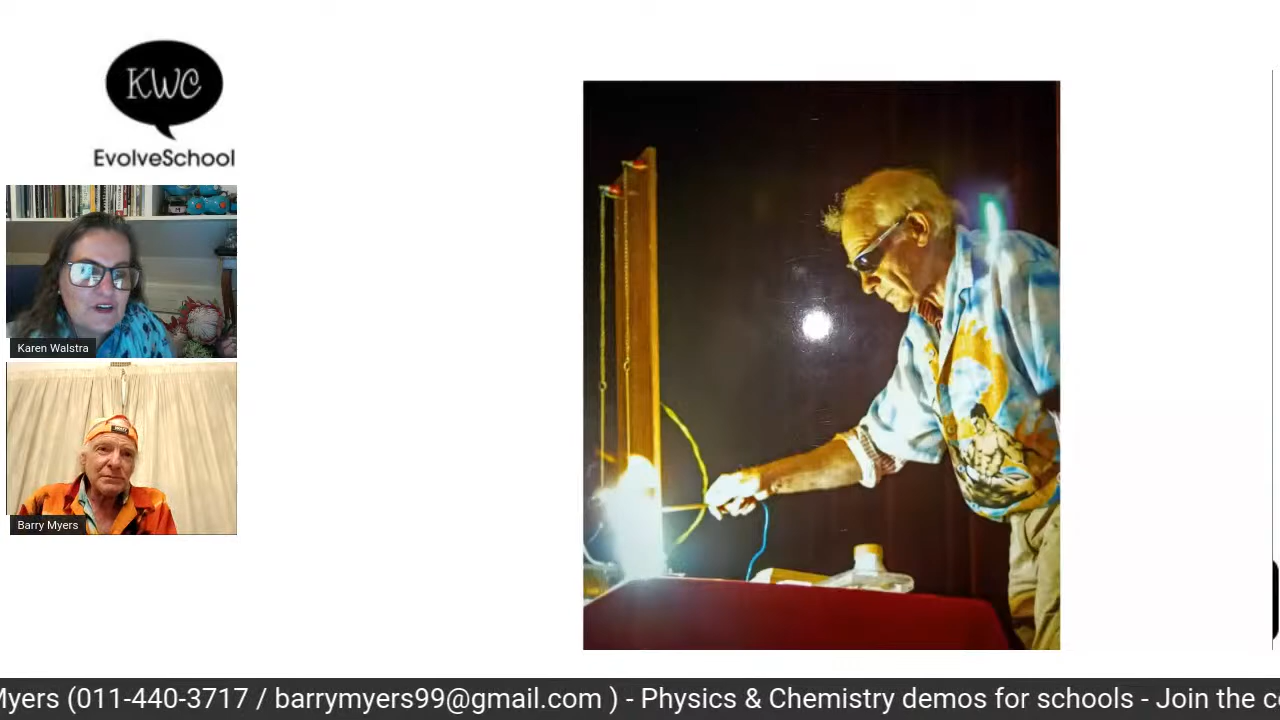 KWC
EvolveSchool
Karen Walstra
Barry Myers
Myers (011-440-3717 / barrymyers99@gmail.com ) - Physics & Chemistry demos for schools - Join the c